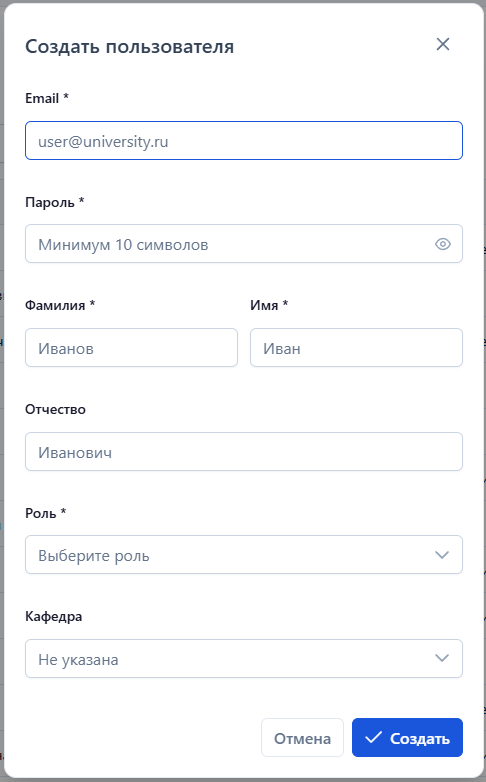 Создать пользователя
Email *
user@university.ru
Пароль *
Минимум 10 символов
Фамилия * Имя *
Иванов Иван
Отчество
Иванович
Роль *
Выберите роль
Кафедра
Не указана
Отмена Создать